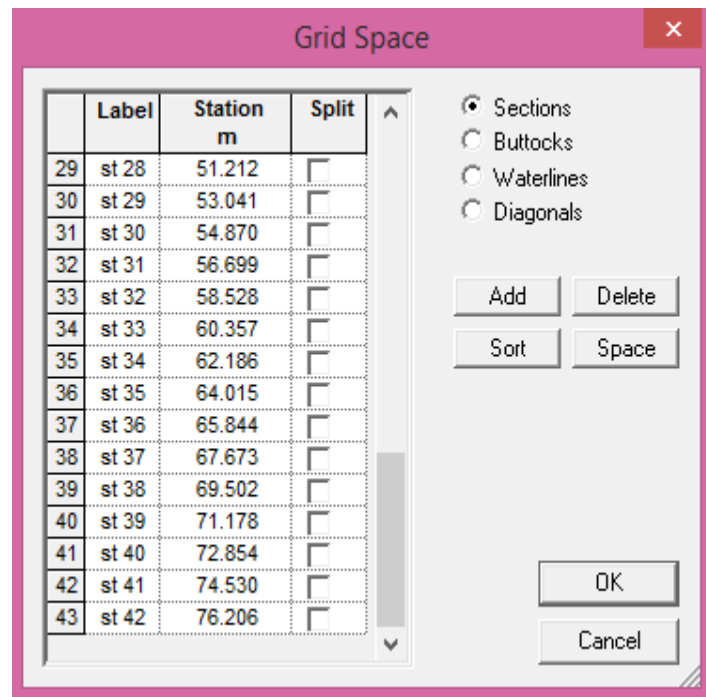 Grid Space
Label Station m Split
29 st 28 51.212
30 st 29 53.041
31 st 30 54.870
32 st 31 56.699
33 st 32 58.528
34 st 33 60.357
35 st 34 62.186
36 st 35 64.015
37 st 36 65.844
38 st 37 67.673
39 st 38 69.502
40 st 39 71.178
41 st 40 72.854
42 st 41 74.530
43 st 42 76.206
Sections
Buttocks
Waterlines
Diagonals
Add Delete
Sort Space
OK
Cancel